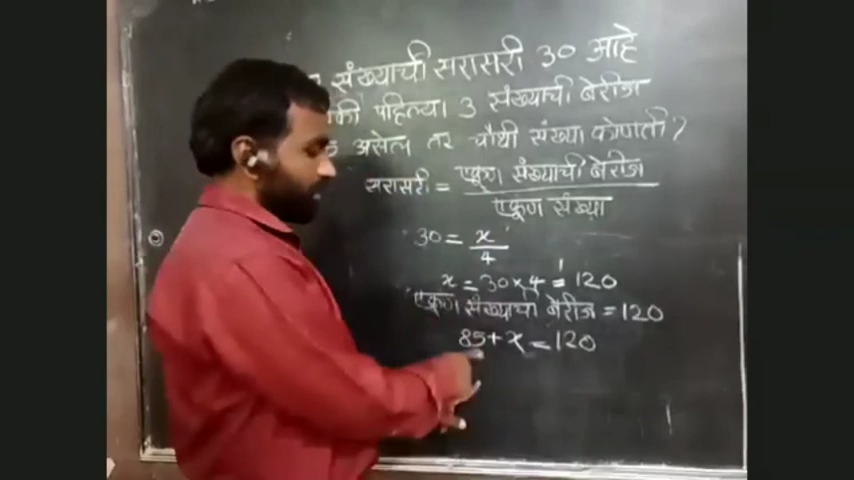 संख्याची सरासरी 30 आहे
की पहिल्या 3 संख्याची बेरीज
असेल तर चौथी संख्या कोणती ?
सरासरी = एकूण संख्याची बेरीज / एकूण संख्या
30 = x / 4
x = 30 × 4 = 120
एकूण संख्याची बेरीज = 120
85 + x = 120